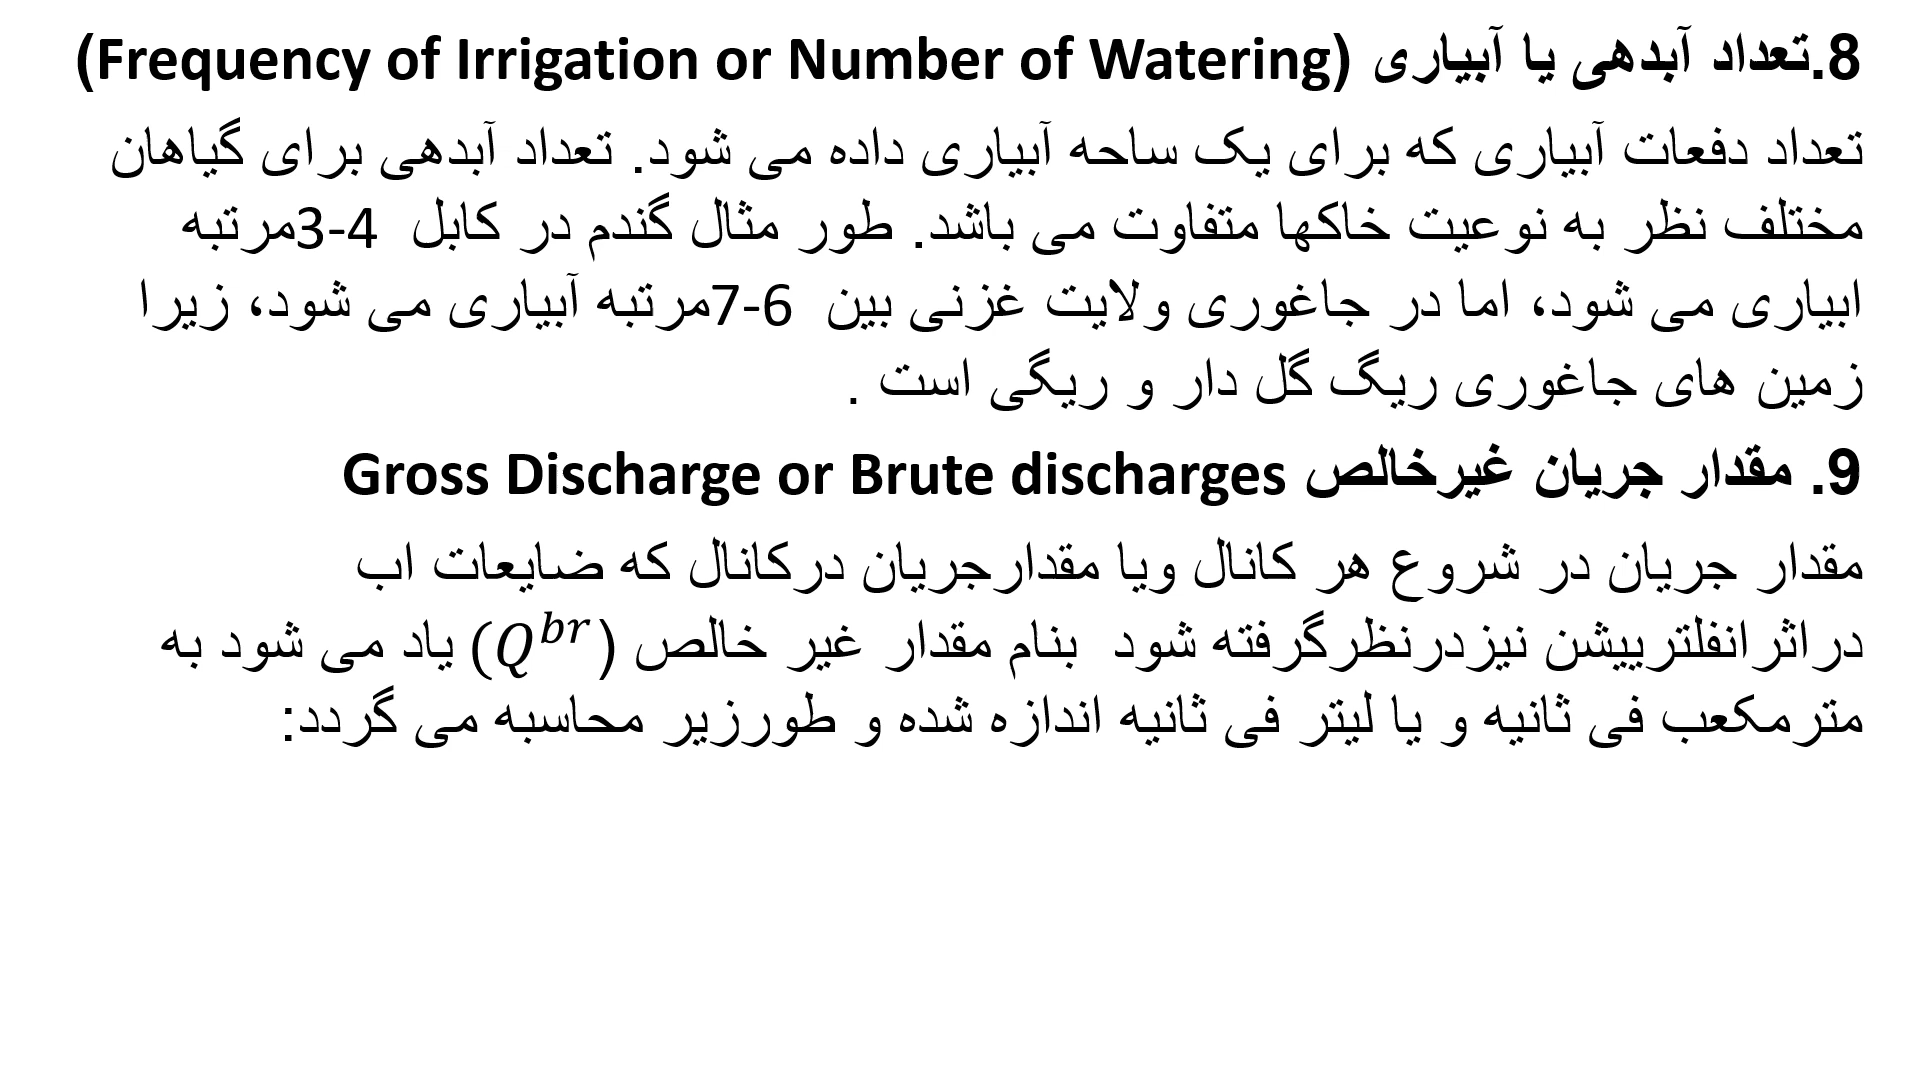 8.تعداد آبدهی یا آبیاری (Frequency of Irrigation or Number of Watering)
تعداد دفعات آبیاری که برای یک ساحه آبیاری داده می شود. تعداد آبدهی برای گیاهان
مختلف نظر به نوعیت خاکها متفاوت می باشد. طور مثال گندم در کابل 3-4مرتبه
ابیاری می شود، اما در جاغوری ولایت غزنی بین 7-6مرتبه آبیاری می شود، زیرا
زمین های جاغوری ریگ گل دار و ریگی است .
9. مقدار جریان غیرخالص Gross Discharge or Brute discharges
مقدار جریان در شروع هر کانال ویا مقدارجریان درکانال که ضایعات اب
دراثرانفلترییشن نیزدرنظرگرفته شود بنام مقدار غیر خالص (Q^br) یاد می شود به
مترمکعب فی ثانیه و یا لیتر فی ثانیه اندازه شده و طورزیر محاسبه می گردد: